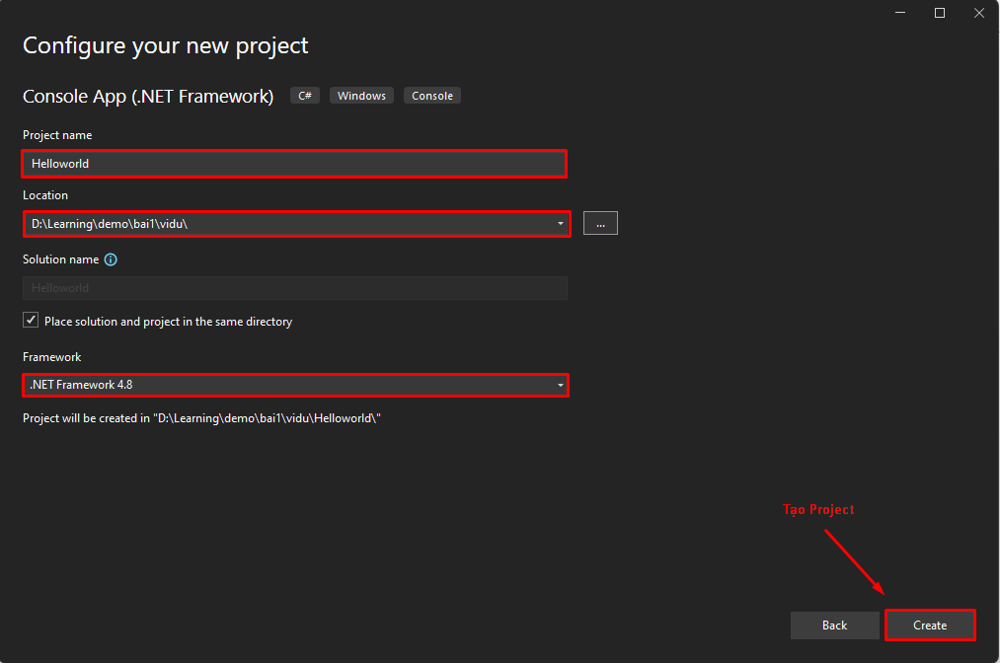 Configure your new project
Console App (.NET Framework) C# Windows Console
Project name
Helloworld
Location
D:\Learning\demo\bai1\vidu\ ...
Solution name
Helloworld
Place solution and project in the same directory
Framework
.NET Framework 4.8
Project will be created in "D:\Learning\demo\bai1\vidu\Helloworld\"
Tạo Project
Back Create